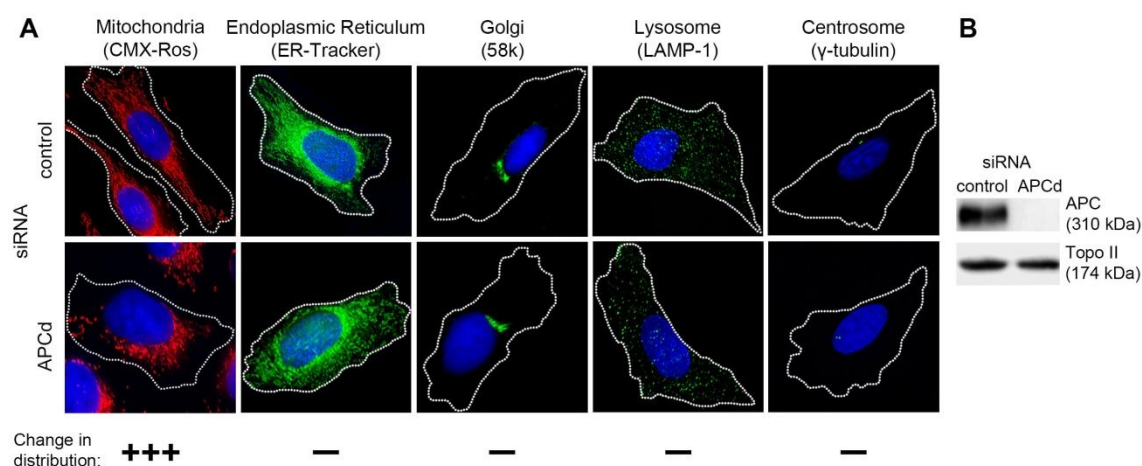 A
Mitochondria
(CMX-Ros)
Endoplasmic Reticulum
(ER-Tracker)
Golgi
(58k)
Lysosome
(LAMP-1)
Centrosome
(γ-tubulin)
B
siRNA
control
APCd
siRNA
control APCd
APC
(310 kDa)
Topo II
(174 kDa)
Change in
distribution: +++ — — — —